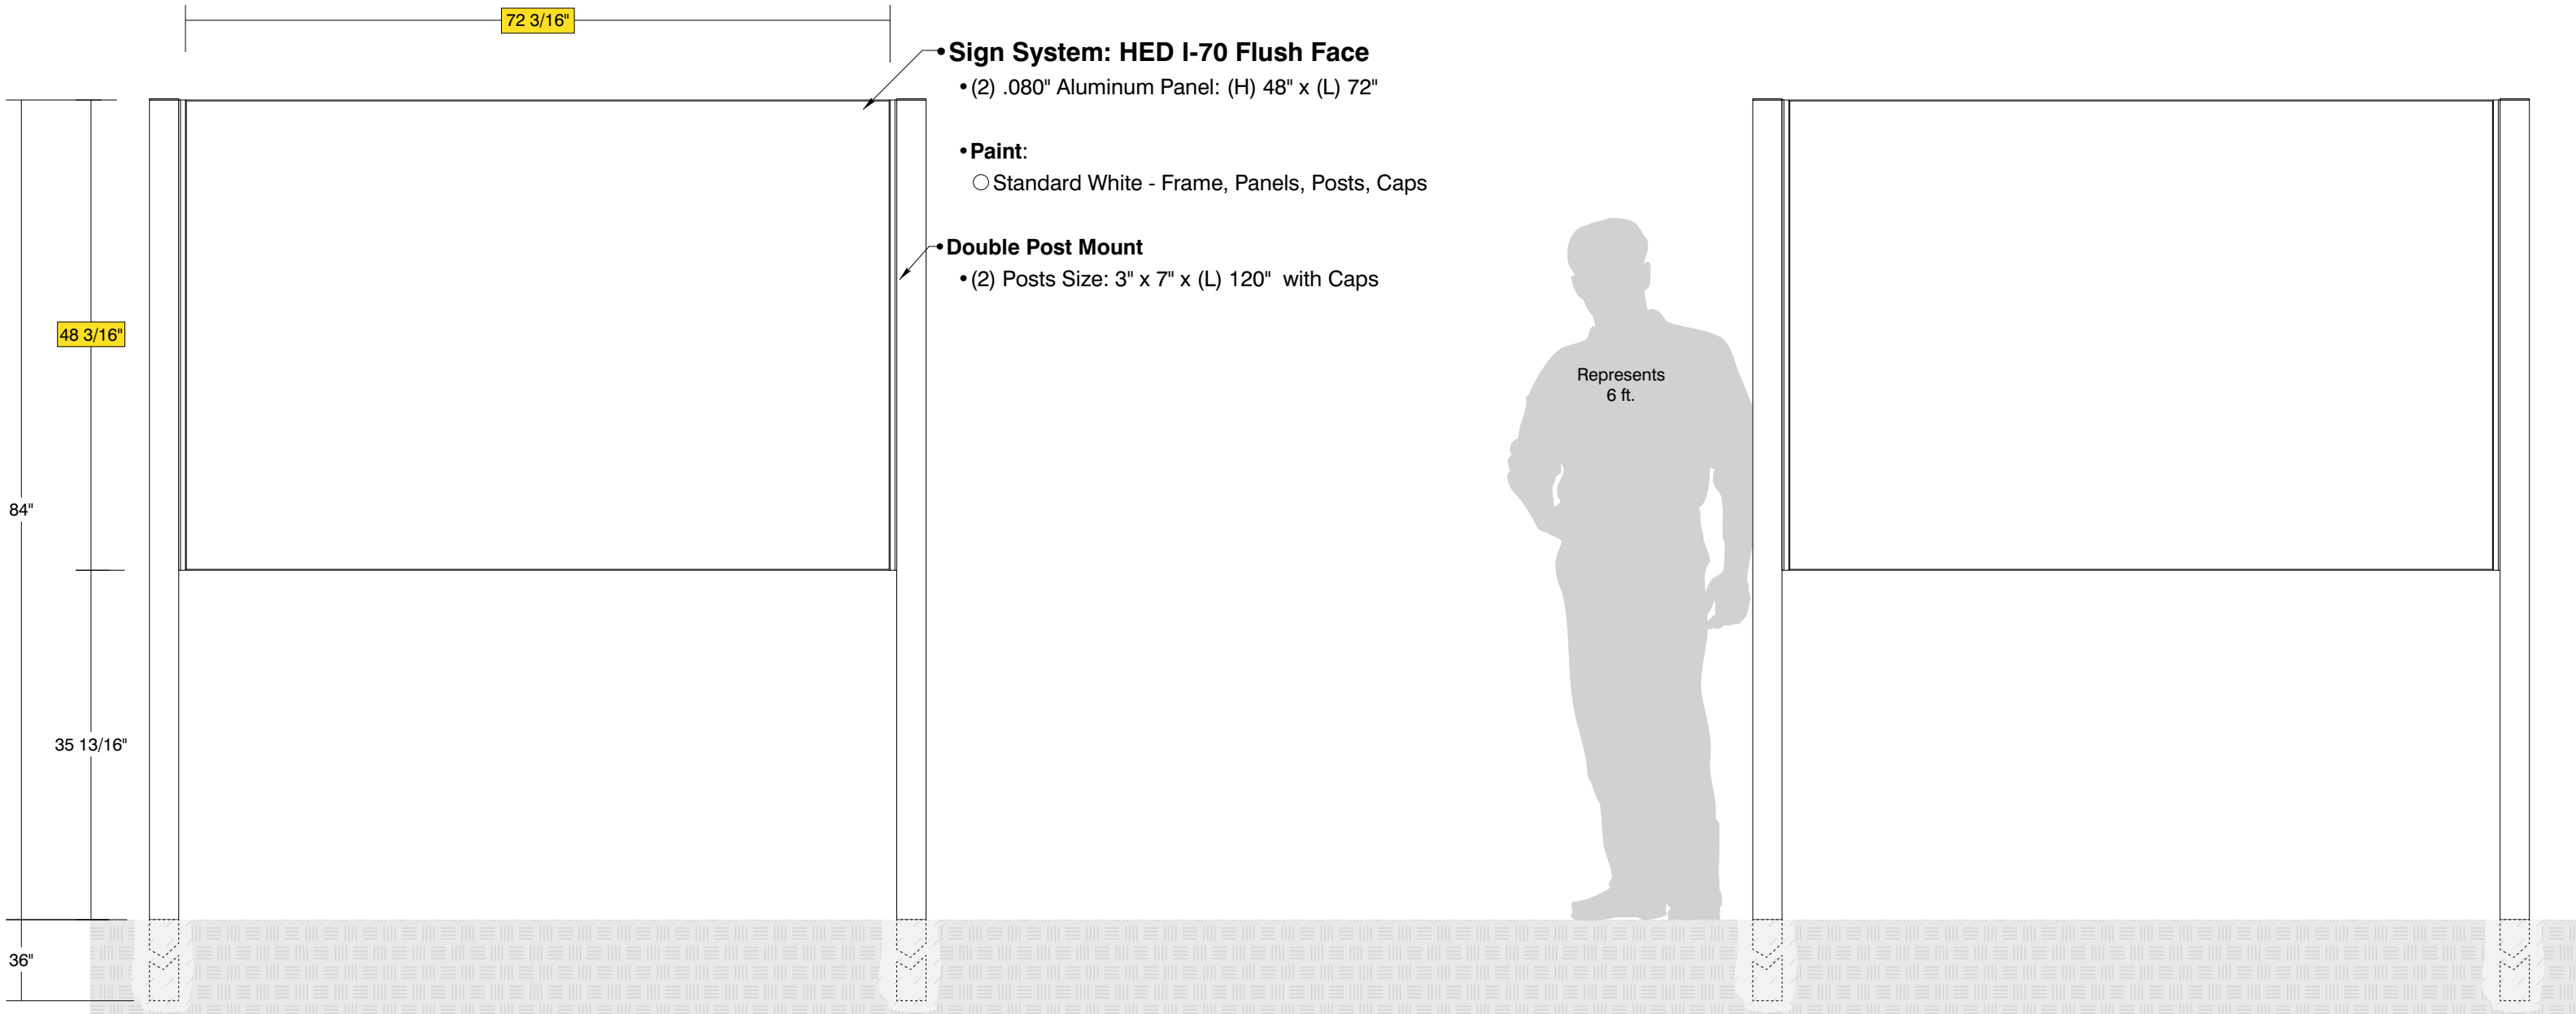 72 3/16"
• Sign System: HED I-70 Flush Face
• (2) .080" Aluminum Panel: (H) 48" x (L) 72"
• Paint:
○ Standard White - Frame, Panels, Posts, Caps
• Double Post Mount
• (2) Posts Size: 3" x 7" x (L) 120" with Caps
48 3/16"
Represents
6 ft.
84"
35 13/16"
36"